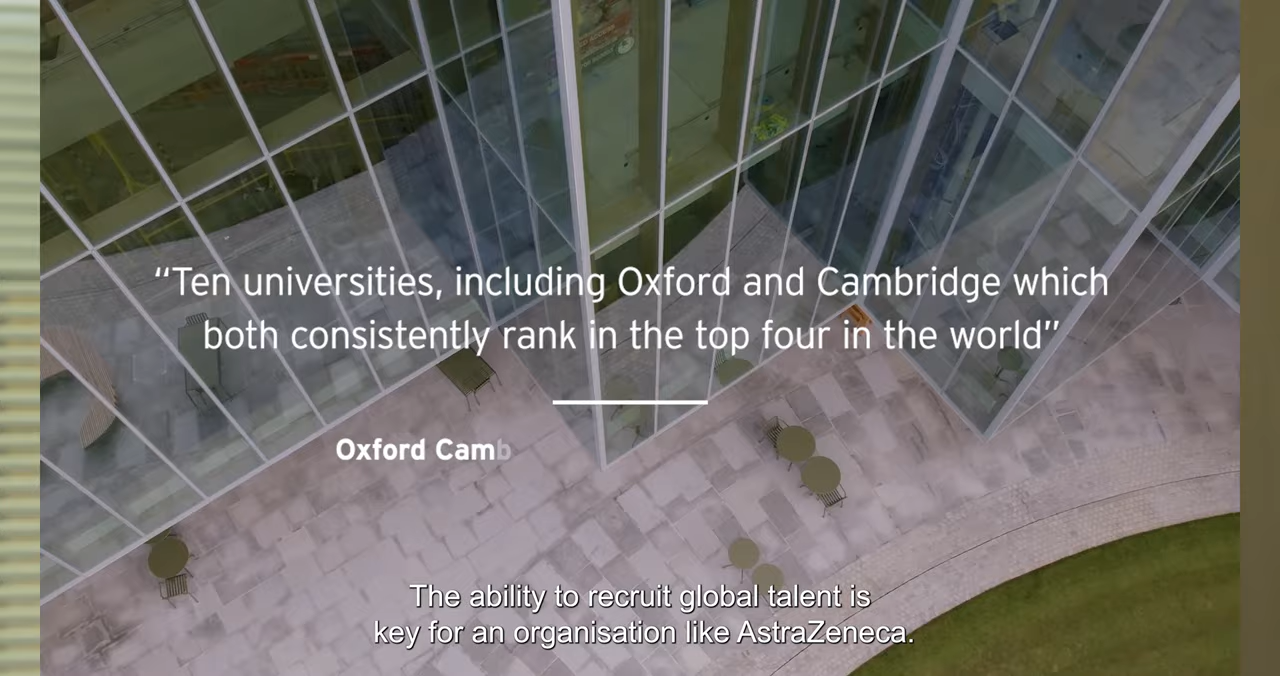 “Ten universities, including Oxford and Cambridge which
both consistently rank in the top four in the world”
Oxford Camb
The ability to recruit global talent is
key for an organisation like AstraZeneca.